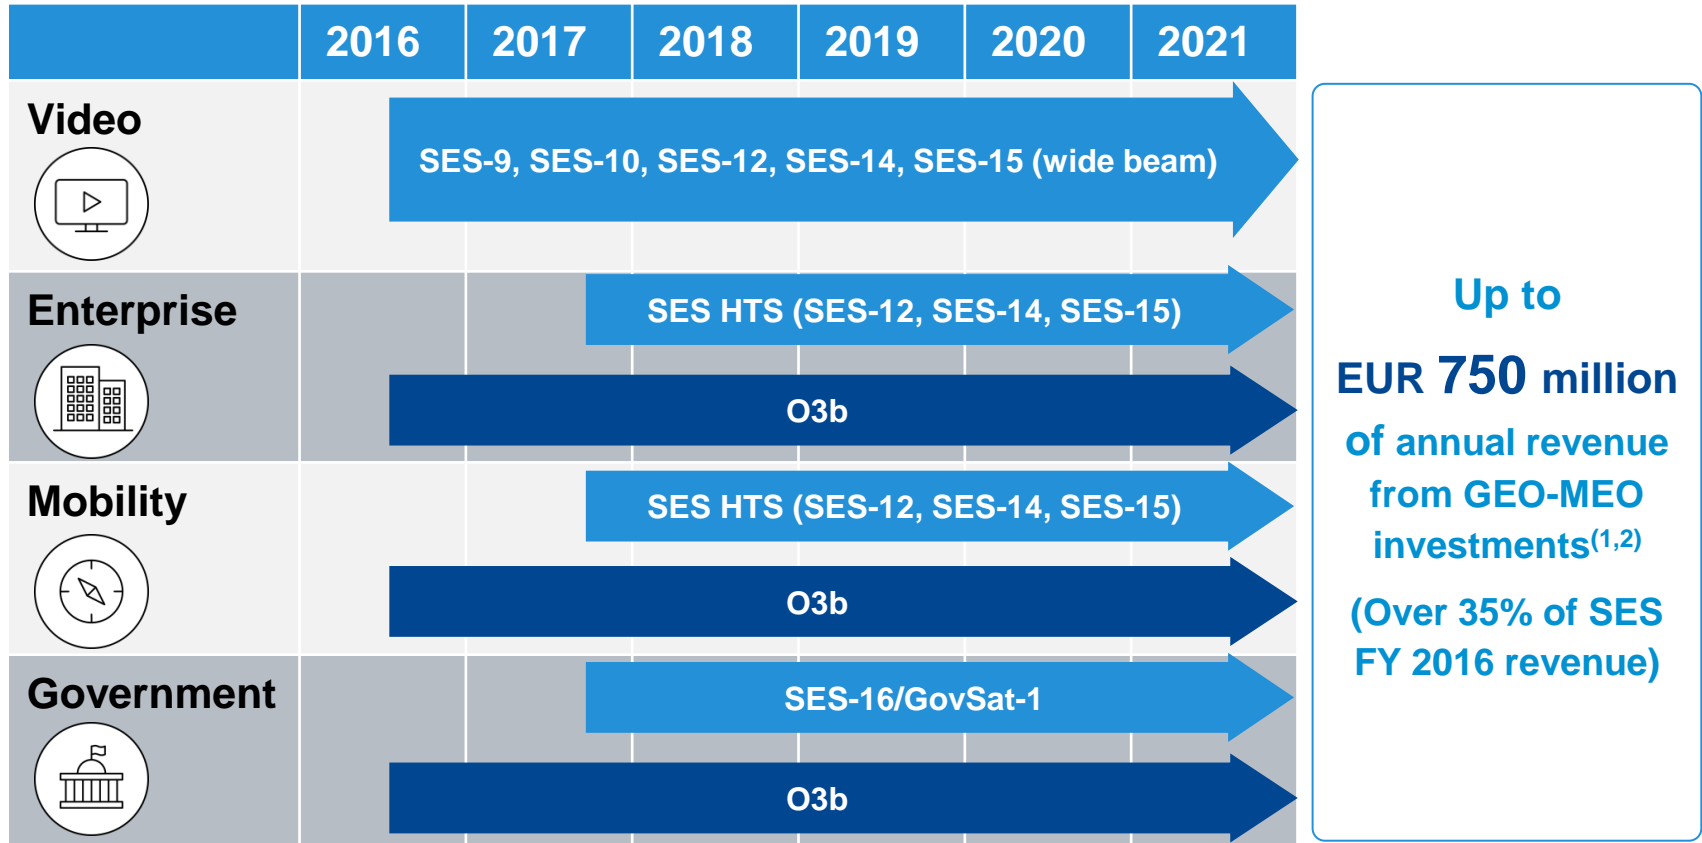 2016 2017 2018 2019 2020 2021
Video
SES-9, SES-10, SES-12, SES-14, SES-15 (wide beam)
Enterprise
SES HTS (SES-12, SES-14, SES-15)
O3b
Mobility
SES HTS (SES-12, SES-14, SES-15)
O3b
Government
SES-16/GovSat-1
O3b
Up to
EUR 750 million
of annual revenue
from GEO-MEO
investments(1,2)
(Over 35% of SES
FY 2016 revenue)